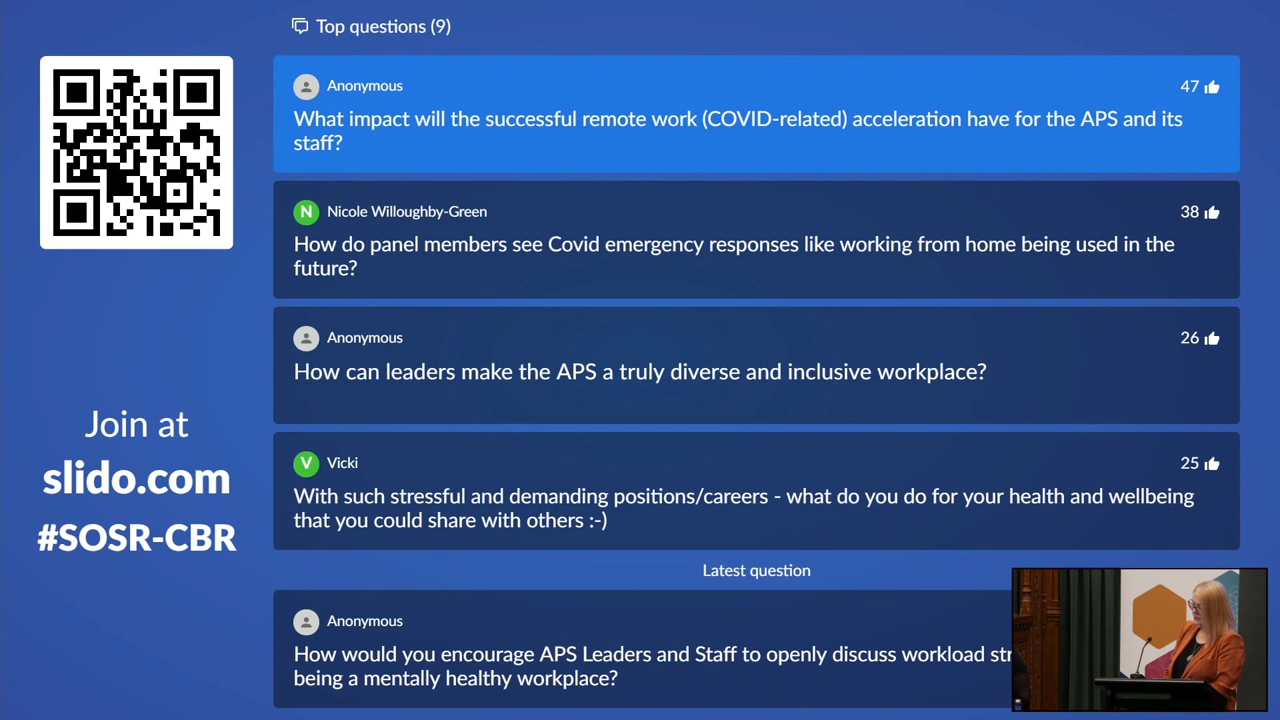 Top questions (9)
Anonymous
47
What impact will the successful remote work (COVID-related) acceleration have for the APS and its
staff?
N
Nicole Willoughby-Green
38
How do panel members see Covid emergency responses like working from home being used in the
future?
Anonymous
26
How can leaders make the APS a truly diverse and inclusive workplace?
V
Vicki
25
With such stressful and demanding positions/careers - what do you do for your health and wellbeing
that you could share with others :-)
Join at
slido.com
#SOSR-CBR
Latest question
Anonymous
How would you encourage APS Leaders and Staff to openly discuss workload
being a mentally healthy workplace?